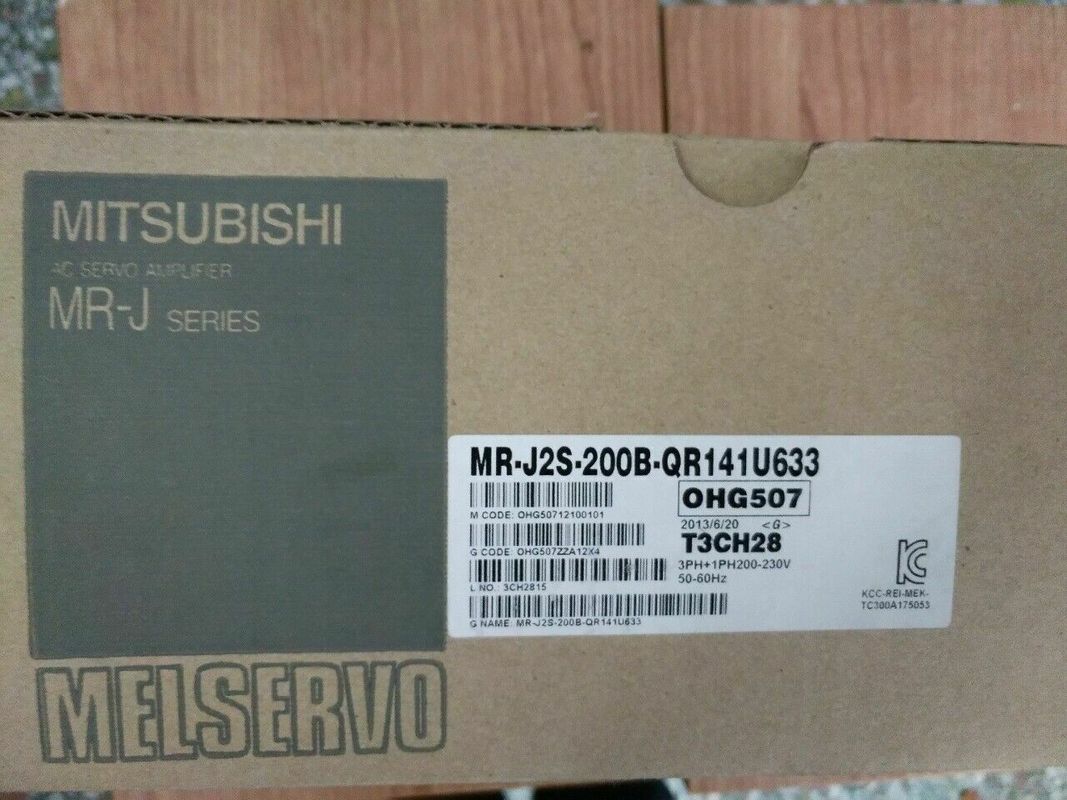 MITSUBISHI
AC SERVO AMPLIFIER
MR-J SERIES
MELSERVO
MR-J2S-200B-QR141U633
M CODE: OHG50712100101
OHG507
2013/6/20 <G>
G CODE: OHG507ZZA12X4
T3CH28
3PH+1PH200-230V
50-60Hz
L NO.: 3CH2815
G NAME: MR-J2S-200B-QR141U633
KCC-REI-MEK-
TC300A175053